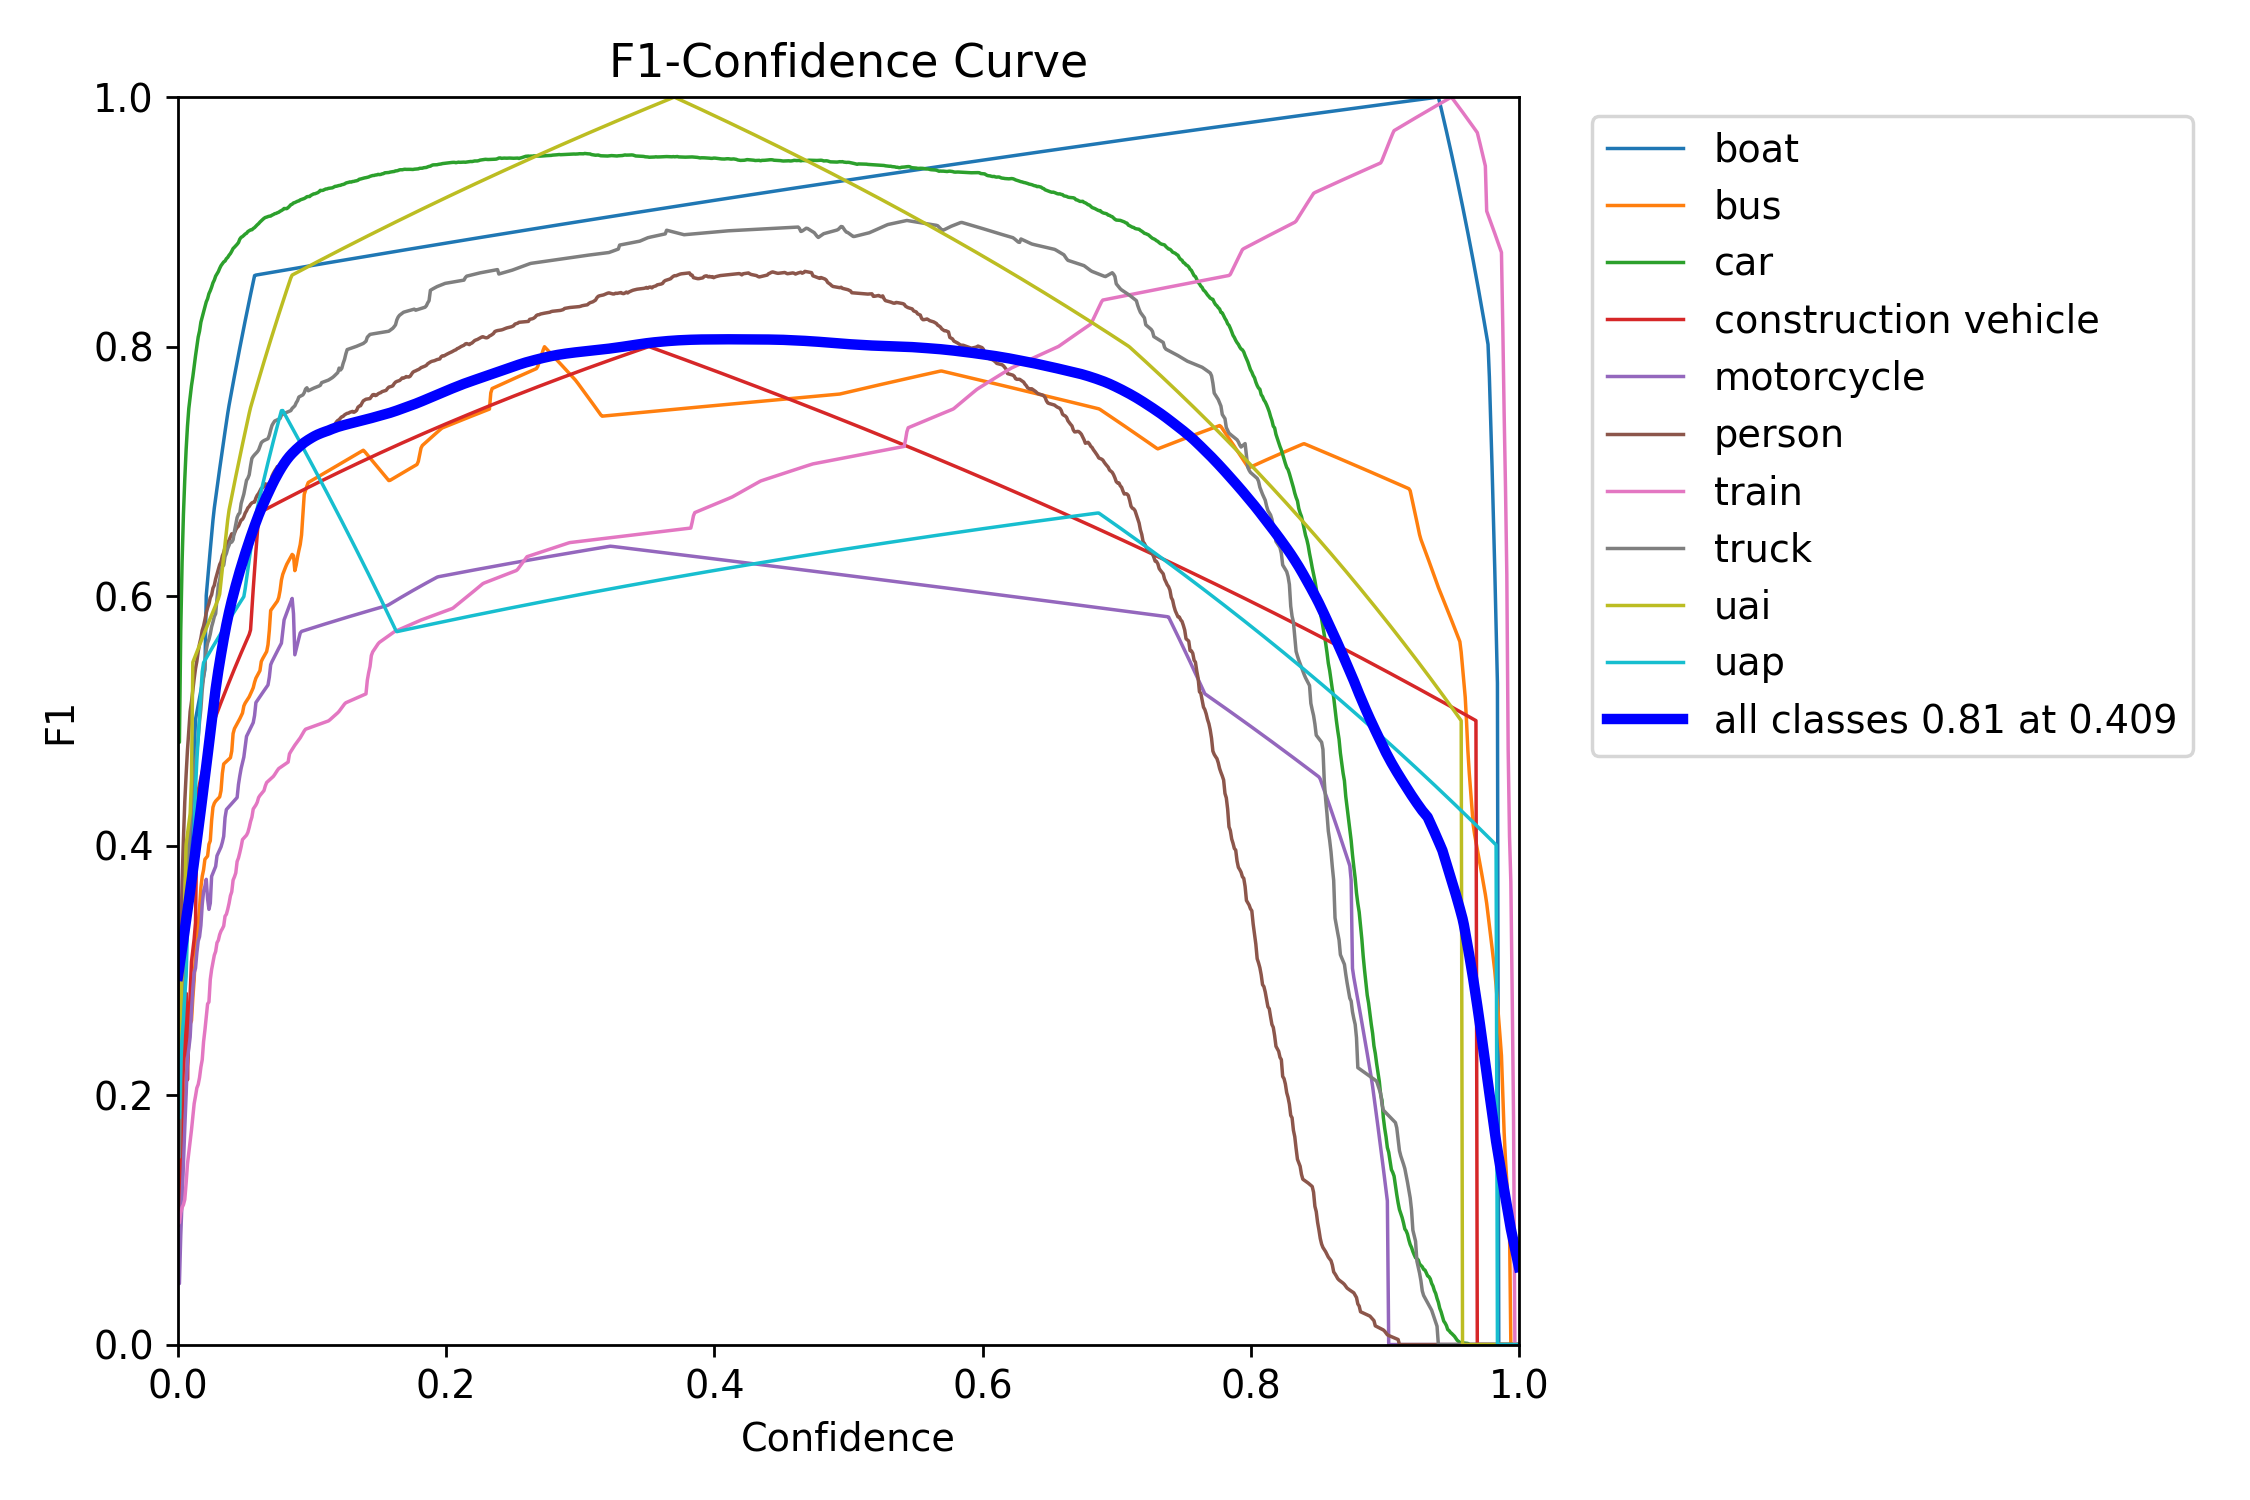 F1-Confidence Curve
1.0
0.8
0.6
0.4
0.2
0.0
F1
0.0 0.2 0.4 0.6 0.8 1.0
Confidence
boat
bus
car
construction vehicle
motorcycle
person
train
truck
uai
uap
all classes 0.81 at 0.409